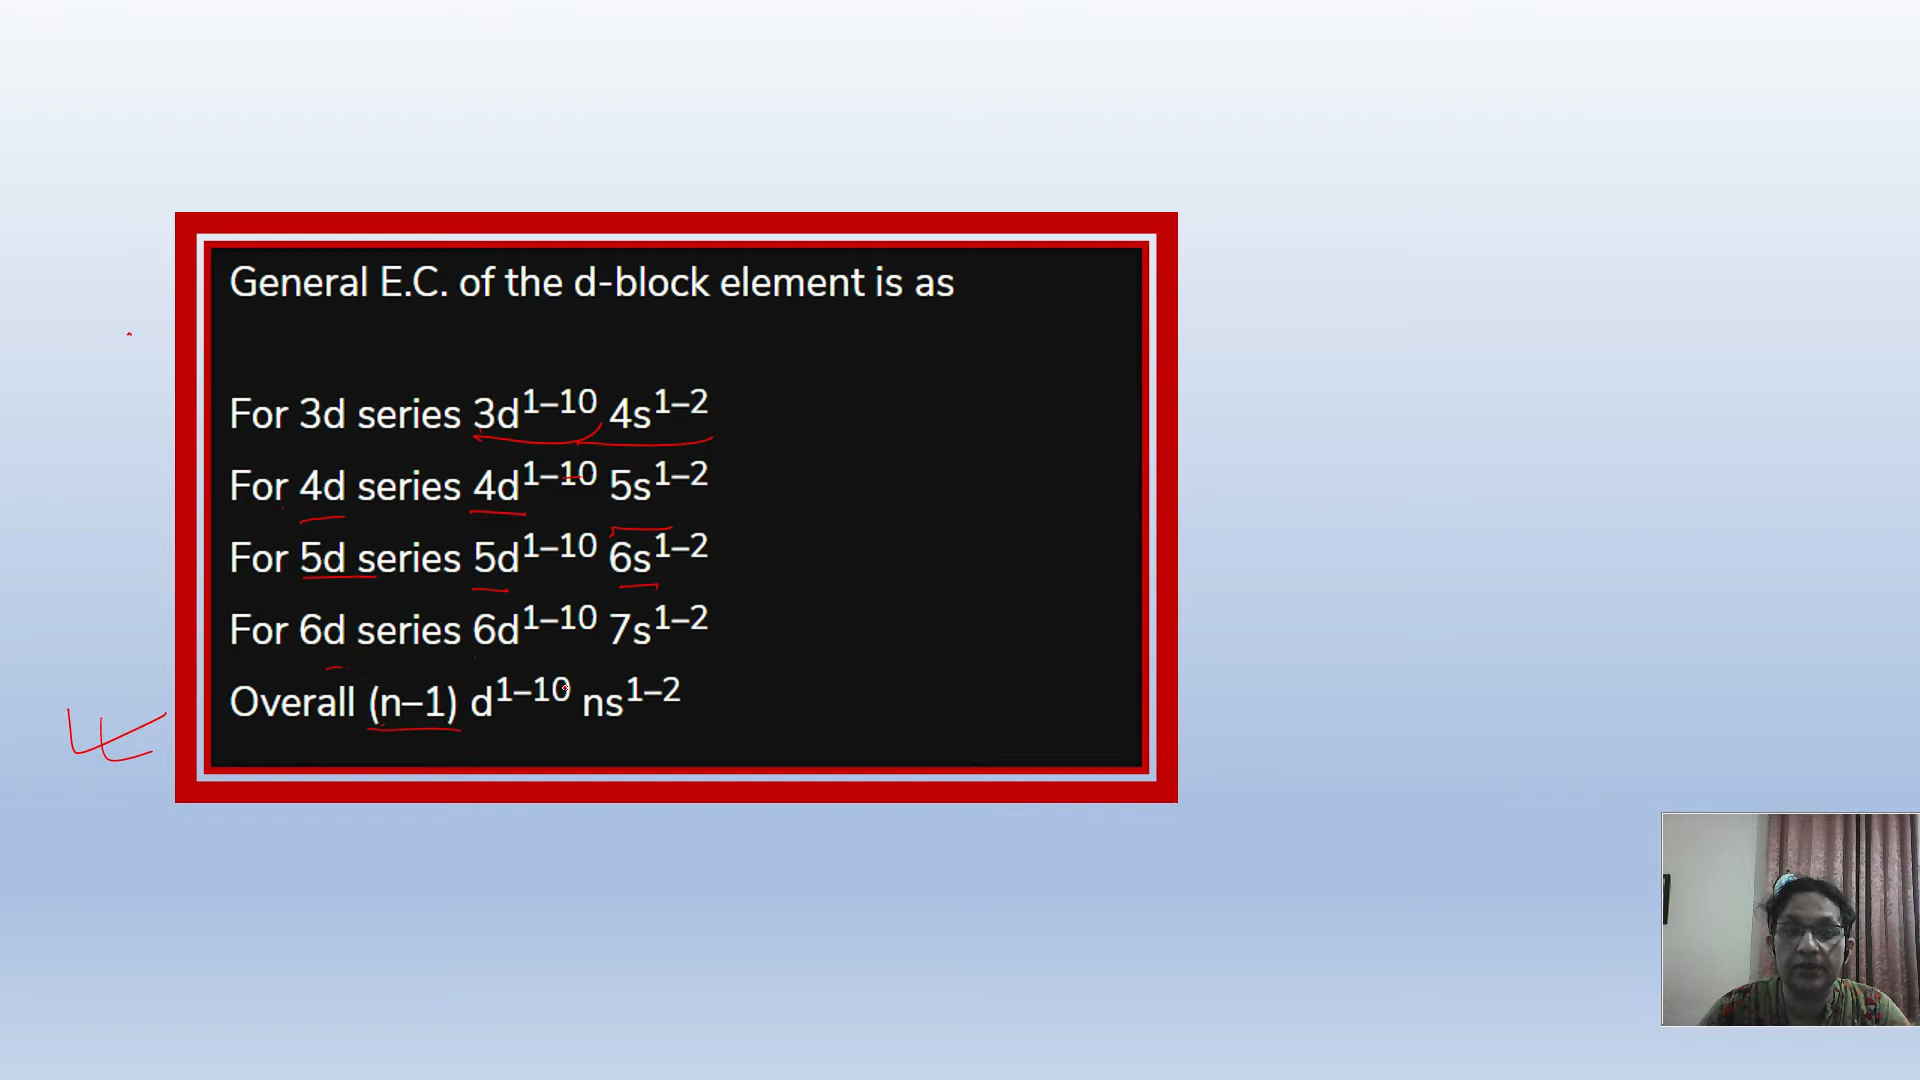 General E.C. of the d-block element is as
For 3d series 3d¹⁻¹⁰ 4s¹⁻²
For 4d series 4d¹⁻¹⁰ 5s¹⁻²
For 5d series 5d¹⁻¹⁰ 6s¹⁻²
For 6d series 6d¹⁻¹⁰ 7s¹⁻²
Overall (n–1) d¹⁻¹⁰ ns¹⁻²